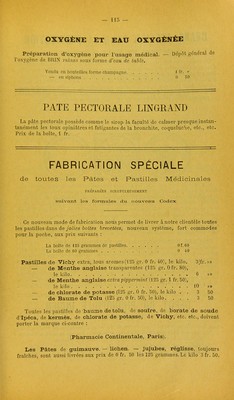 — 115 —
OXYGÈNE ET EAU OXYGÉNÉE
Préparation d'oxygène pour l'usage médical. — Dépôt général de
l'oxygène de BRIN suisse sous forme d'eau de table.
Vendu en bouteilles forme champagne. 1 fr. »
— en siphons 0 80
PATE PECTORALE LINGRAND
La pâte pectorale possède comme le sirop la faculté de calmer presque instan-
tanément les toux opiniâtres et fatigantes de la bronchite, coqueluche, etc., etc.
Prix de la boîte, 1 fr.
FABRICATION SPÉCIALE
de toutes les Pâtes et Pastilles Médicinales
PRÉPARÉES SCRUPULEUSEMENT
suivant les formules du nouveau Codex
Ce nouveau mode de fabrication nous permet de livrer à notre clientèle toutes
les pastilles dans de jolies boîtes brevetées, nouveau système, fort commodes
pour la poche, aux prix suivants :
La boîte de 125 grammes de pastilles.
La boîte de 60 grammes
Pastilles de Vichy extra, tous aromes (125 gr. 0 fr. 60), le kilo. 3 fr. »
— de Menthe anglaise transparentes (125 gr. 0 fr. 80),
le kilo. 6 »
— de Menthe anglaise extra pippermint (125 gr. 1 fr. 50),
le kilo. 10 »
— de chlorate de potasse (125 gr. 0 fr. 50), le kilo . . 3 50
— de Baume de Tolu (125 gr. 0 fr. 50), le kilo. . . 3 50
Toutes les pastilles de baume de tolu, de soufre, de borate de soude
d'Ipéca, de kermès, de chlorate de potasse, de Vichy, etc. etc., doivent
porter la marque ci-contre :
(Pharmacie Continentale, Paris)
Les Pâtes de guimauve. — lichen. — jujubes, réglisse, toujours
fraîches, sont aussi livrées aux prix de 0 fr. 50 les 125 grammes. Le kilo 3 fr. 50.